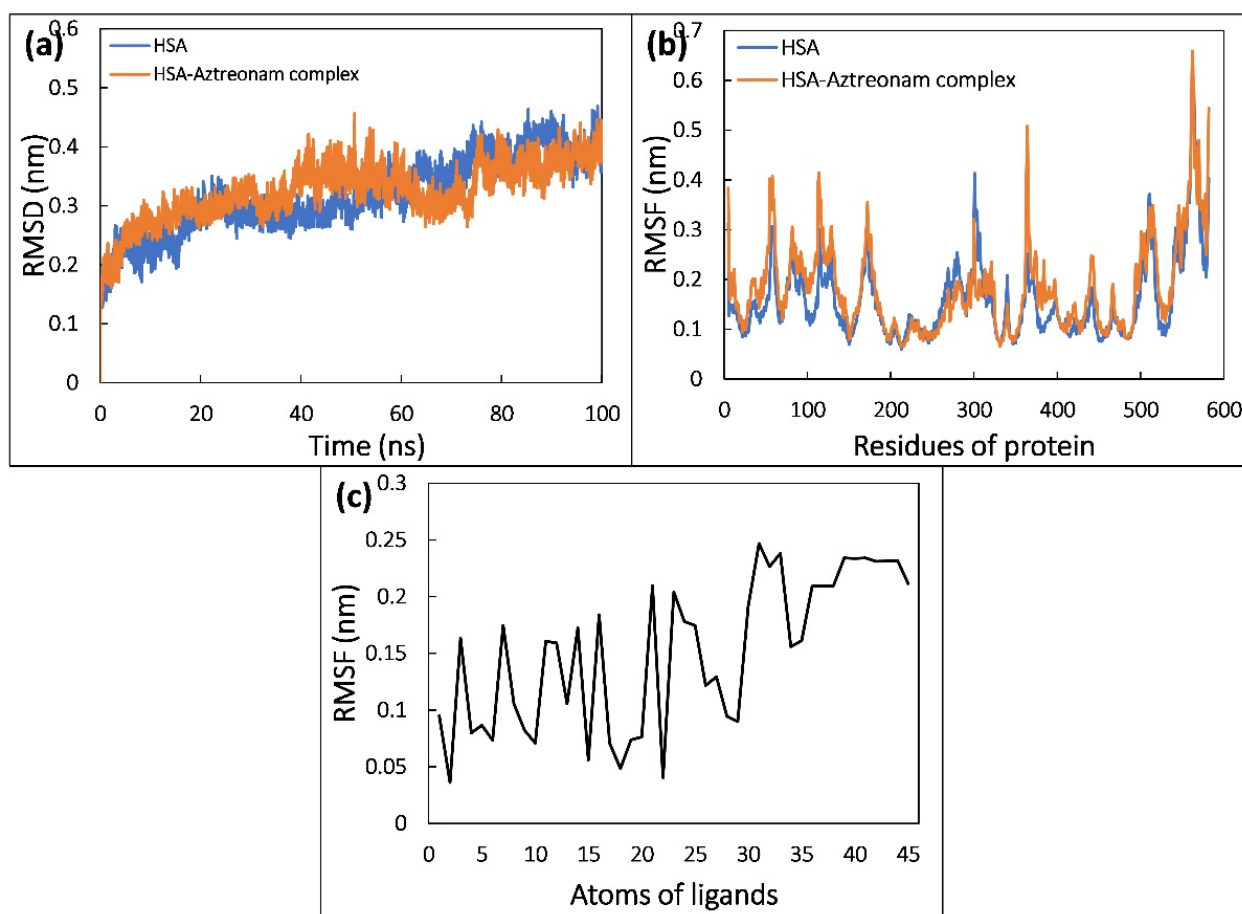 (a)
HSA
HSA-Aztreonam complex
RMSD (nm)
0.6
0.5
0.4
0.3
0.2
0.1
0
0 20 40 60 80 100
Time (ns)
(b)
HSA
HSA-Aztreonam complex
RMSF (nm)
0.7
0.6
0.5
0.4
0.3
0.2
0.1
0
0 100 200 300 400 500 600
Residues of protein
(c)
RMSF (nm)
0.3
0.25
0.2
0.15
0.1
0.05
0
0 5 10 15 20 25 30 35 40 45
Atoms of ligands